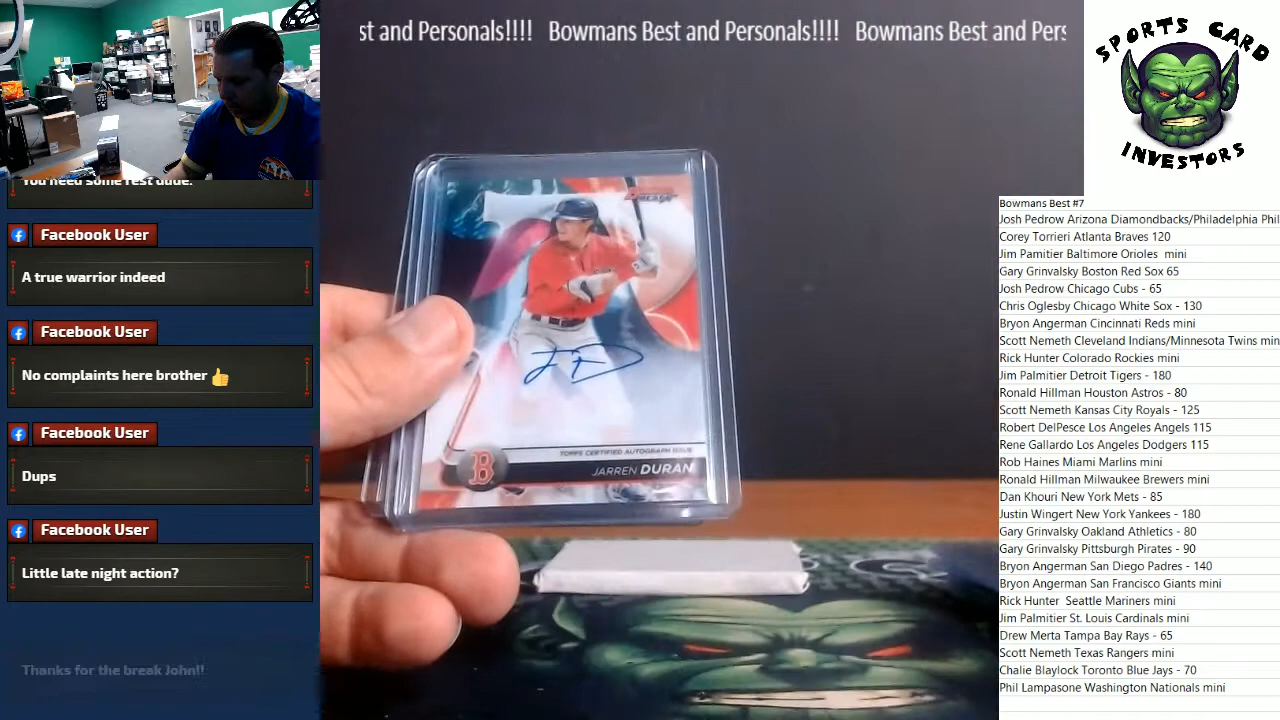 st and Personals!!!! Bowmans Best and Personals!!!! Bowmans Best and Pers
SPORTS CARD
INVESTORS
You need some rest dude.
Facebook User
A true warrior indeed
Facebook User
No complaints here brother 👍
Facebook User
Dups
Facebook User
Little late night action?
Thanks for the break John!!
TOPPS CERTIFIED AUTOGRAPH ISSUE
JARREN DURAN
B
Bowmans Best #7
Josh Pedrow Arizona Diamondbacks/Philadelphia Phil
Corey Torrieri Atlanta Braves 120
Jim Pamitier Baltimore Orioles mini
Gary Grinvalsky Boston Red Sox 65
Josh Pedrow Chicago Cubs - 65
Chris Oglesby Chicago White Sox - 130
Bryon Angerman Cincinnati Reds mini
Scott Nemeth Cleveland Indians/Minnesota Twins min
Rick Hunter Colorado Rockies mini
Jim Palmitier Detroit Tigers - 180
Ronald Hillman Houston Astros - 80
Scott Nemeth Kansas City Royals - 125
Robert DelPesce Los Angeles Angels 115
Rene Gallardo Los Angeles Dodgers 115
Rob Haines Miami Marlins mini
Ronald Hillman Milwaukee Brewers mini
Dan Khouri New York Mets - 85
Justin Wingert New York Yankees - 180
Gary Grinvalsky Oakland Athletics - 80
Gary Grinvalsky Pittsburgh Pirates - 90
Bryon Angerman San Diego Padres - 140
Bryon Angerman San Francisco Giants mini
Rick Hunter Seattle Mariners mini
Jim Palmitier St. Louis Cardinals mini
Drew Merta Tampa Bay Rays - 65
Scott Nemeth Texas Rangers mini
Chalie Blaylock Toronto Blue Jays - 70
Phil Lampasone Washington Nationals mini